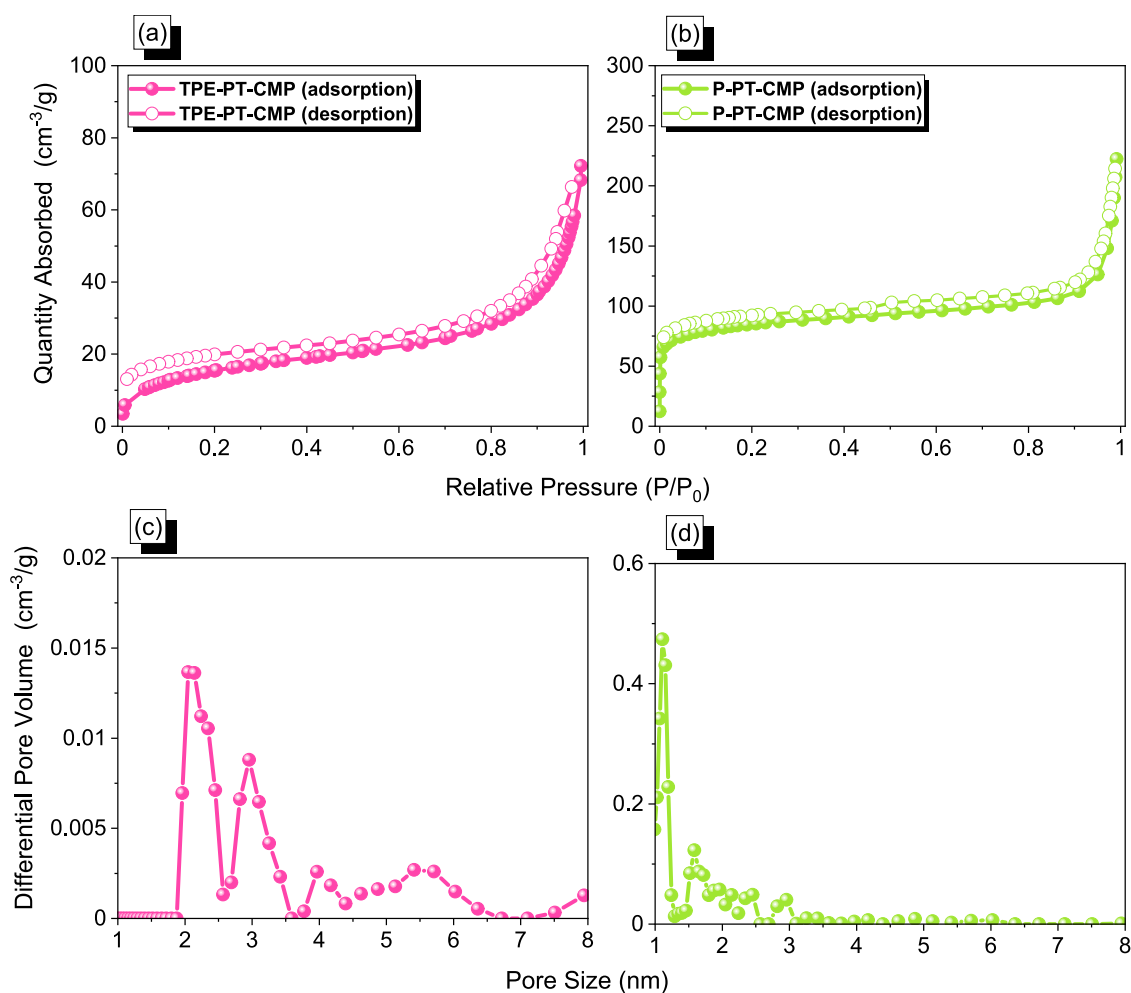 (a)
(b)
100
80
60
40
20
0
TPE-PT-CMP (adsorption)
TPE-PT-CMP (desorption)
0 0.2 0.4 0.6 0.8 1
300
250
200
150
100
50
0
P-PT-CMP (adsorption)
P-PT-CMP (desorption)
0 0.2 0.4 0.6 0.8 1
Quantity Absorbed (cm-3/g)
Relative Pressure (P/P0)
(c)
(d)
0.02
0.015
0.01
0.005
0
1 2 3 4 5 6 7 8
0.6
0.4
0.2
0
1 2 3 4 5 6 7 8
Differential Pore Volume (cm-3/g)
Pore Size (nm)